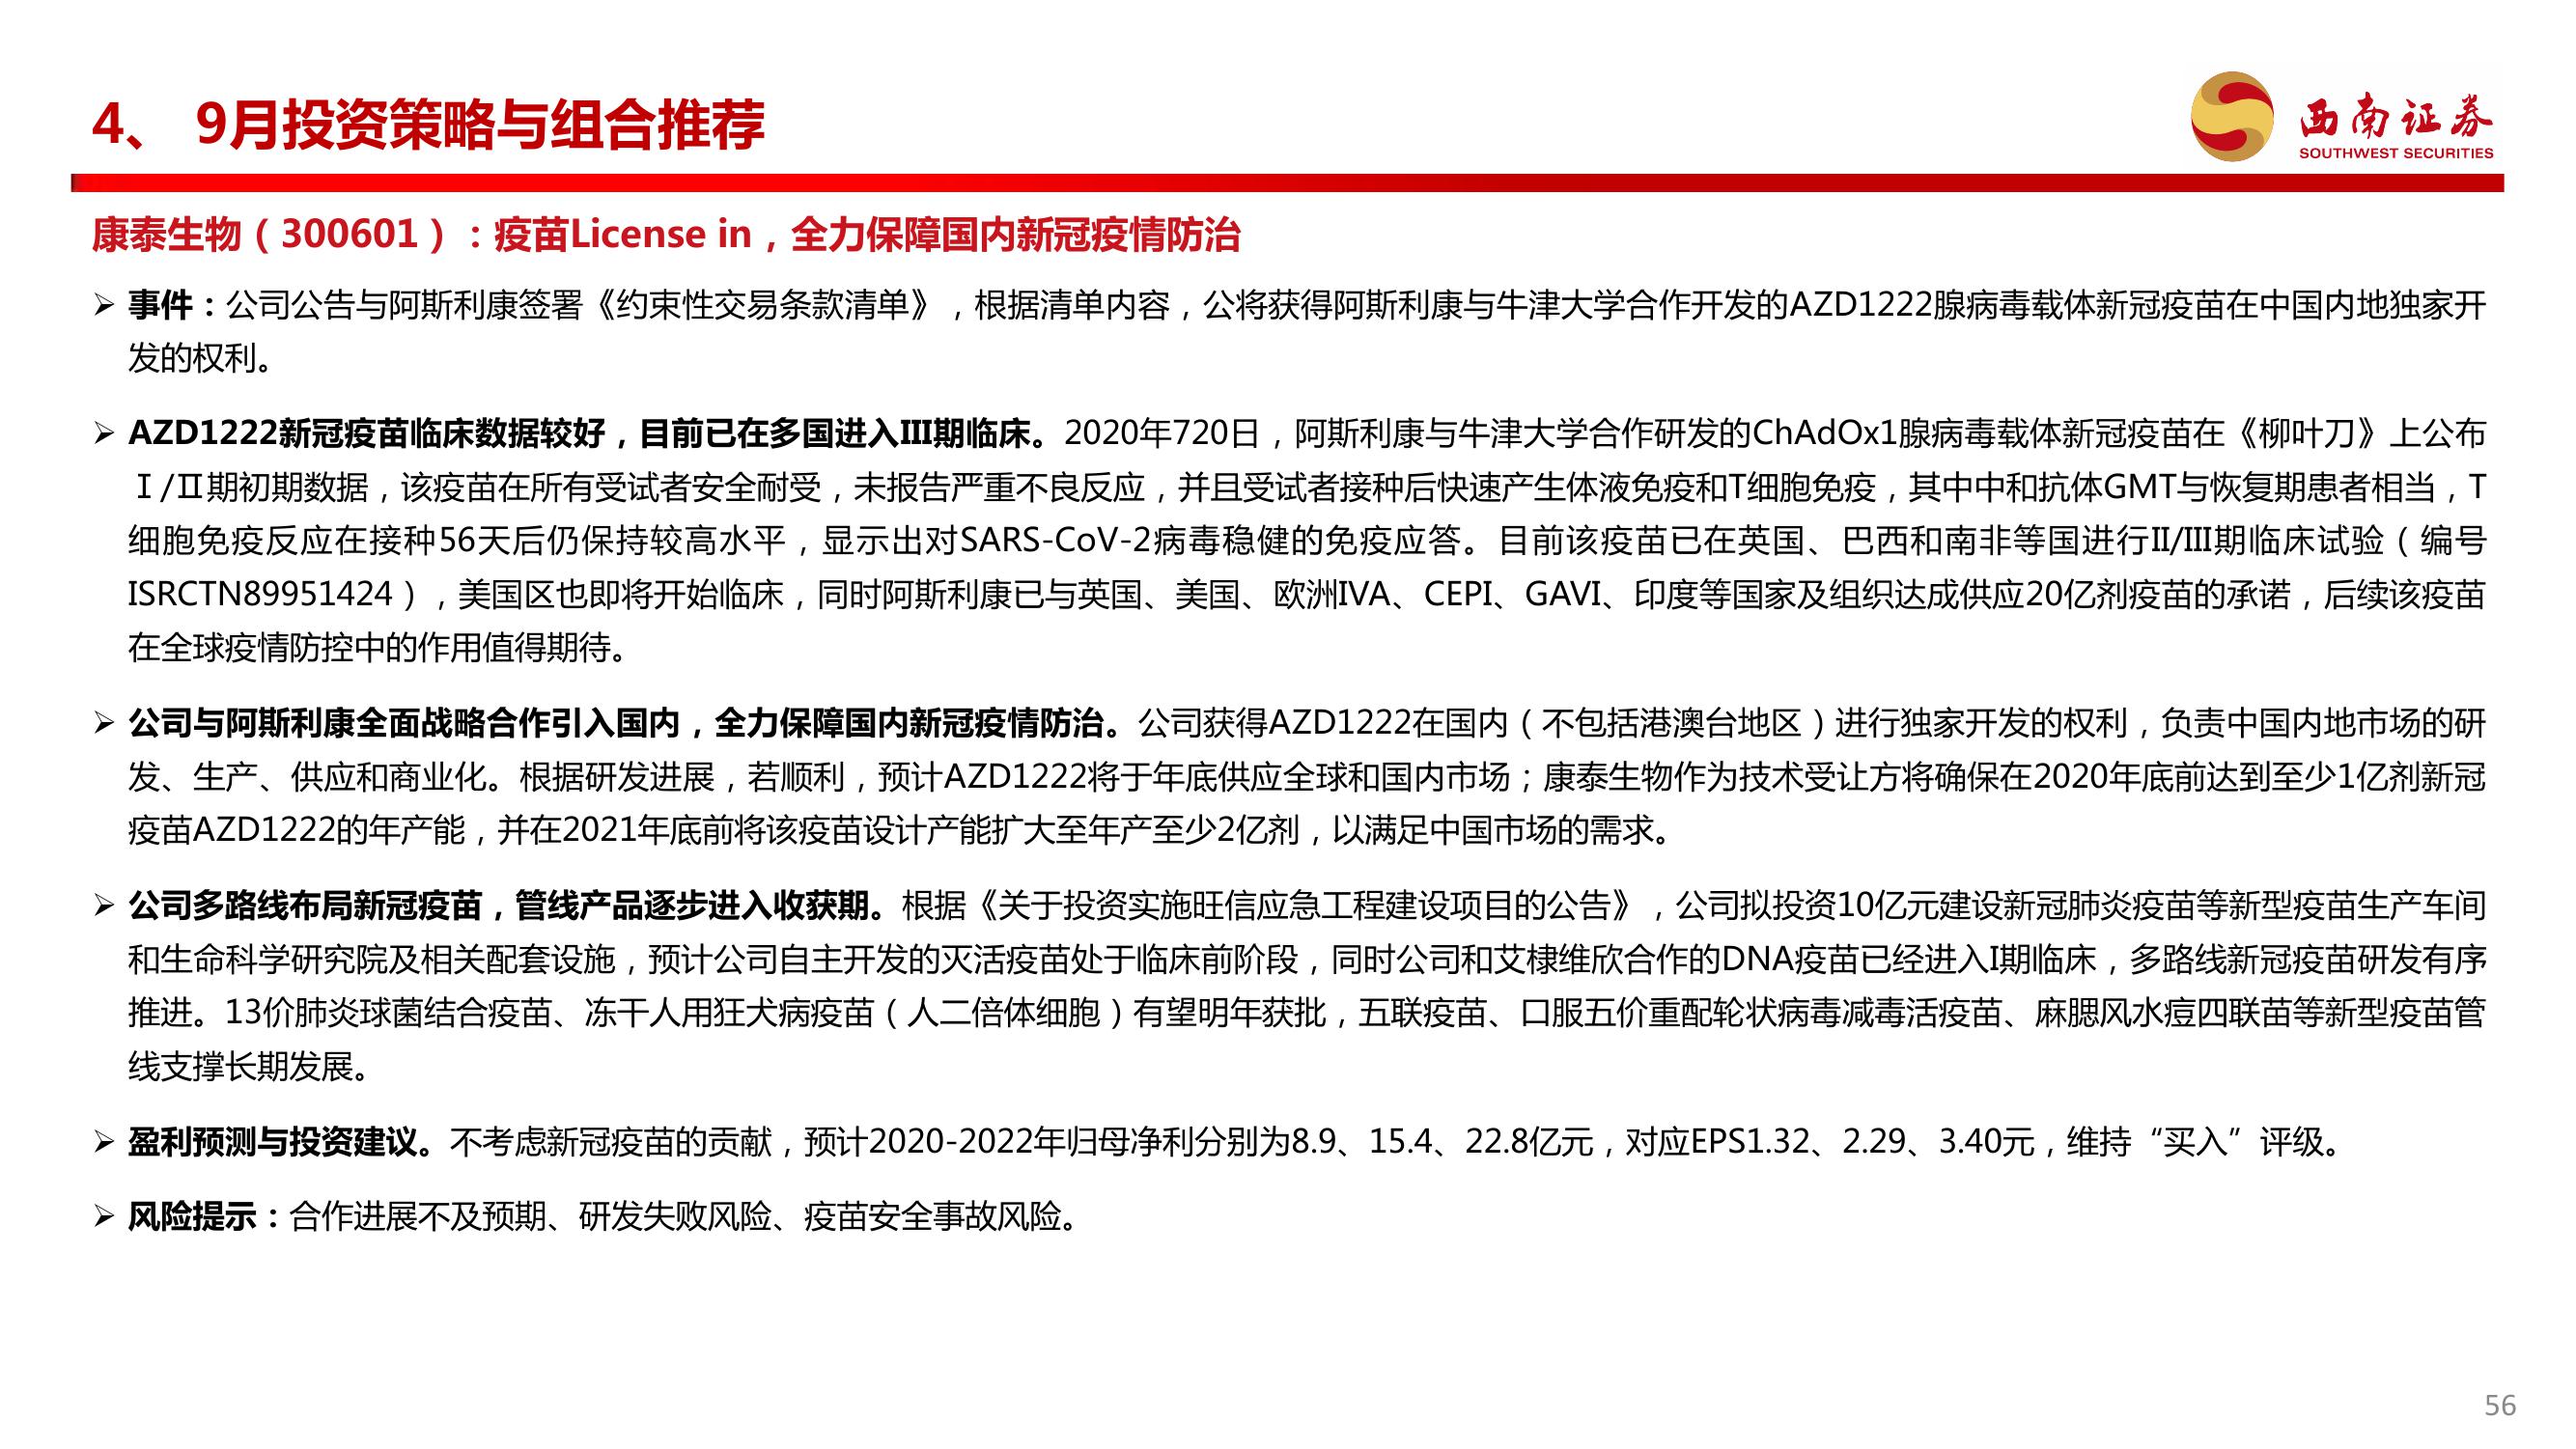 4、 9月投资策略与组合推荐
西南证券
SOUTHWEST SECURITIES
康泰生物（300601）：疫苗License in，全力保障国内新冠疫情防治
➢ 事件：公司公告与阿斯利康签署《约束性交易条款清单》，根据清单内容，公将获得阿斯利康与牛津大学合作开发的AZD1222腺病毒载体新冠疫苗在中国内地独家开
发的权利。
➢ AZD1222新冠疫苗临床数据较好，目前已在多国进入III期临床。2020年720日，阿斯利康与牛津大学合作研发的ChAdOx1腺病毒载体新冠疫苗在《柳叶刀》上公布
Ⅰ/Ⅱ期初期数据，该疫苗在所有受试者安全耐受，未报告严重不良反应，并且受试者接种后快速产生体液免疫和T细胞免疫，其中中和抗体GMT与恢复期患者相当，T
细胞免疫反应在接种56天后仍保持较高水平，显示出对SARS-CoV-2病毒稳健的免疫应答。目前该疫苗已在英国、巴西和南非等国进行II/III期临床试验（编号
ISRCTN89951424），美国区也即将开始临床，同时阿斯利康已与英国、美国、欧洲IVA、CEPI、GAVI、印度等国家及组织达成供应20亿剂疫苗的承诺，后续该疫苗
在全球疫情防控中的作用值得期待。
➢ 公司与阿斯利康全面战略合作引入国内，全力保障国内新冠疫情防治。公司获得AZD1222在国内（不包括港澳台地区）进行独家开发的权利，负责中国内地市场的研
发、生产、供应和商业化。根据研发进展，若顺利，预计AZD1222将于年底供应全球和国内市场；康泰生物作为技术受让方将确保在2020年底前达到至少1亿剂新冠
疫苗AZD1222的年产能，并在2021年底前将该疫苗设计产能扩大至年产至少2亿剂，以满足中国市场的需求。
➢ 公司多路线布局新冠疫苗，管线产品逐步进入收获期。根据《关于投资实施旺信应急工程建设项目的公告》，公司拟投资10亿元建设新冠肺炎疫苗等新型疫苗生产车间
和生命科学研究院及相关配套设施，预计公司自主开发的灭活疫苗处于临床前阶段，同时公司和艾棣维欣合作的DNA疫苗已经进入I期临床，多路线新冠疫苗研发有序
推进。13价肺炎球菌结合疫苗、冻干人用狂犬病疫苗（人二倍体细胞）有望明年获批，五联疫苗、口服五价重配轮状病毒减毒活疫苗、麻腮风水痘四联苗等新型疫苗管
线支撑长期发展。
➢ 盈利预测与投资建议。不考虑新冠疫苗的贡献，预计2020-2022年归母净利分别为8.9、15.4、22.8亿元，对应EPS1.32、2.29、3.40元，维持“买入”评级。
➢ 风险提示：合作进展不及预期、研发失败风险、疫苗安全事故风险。
56